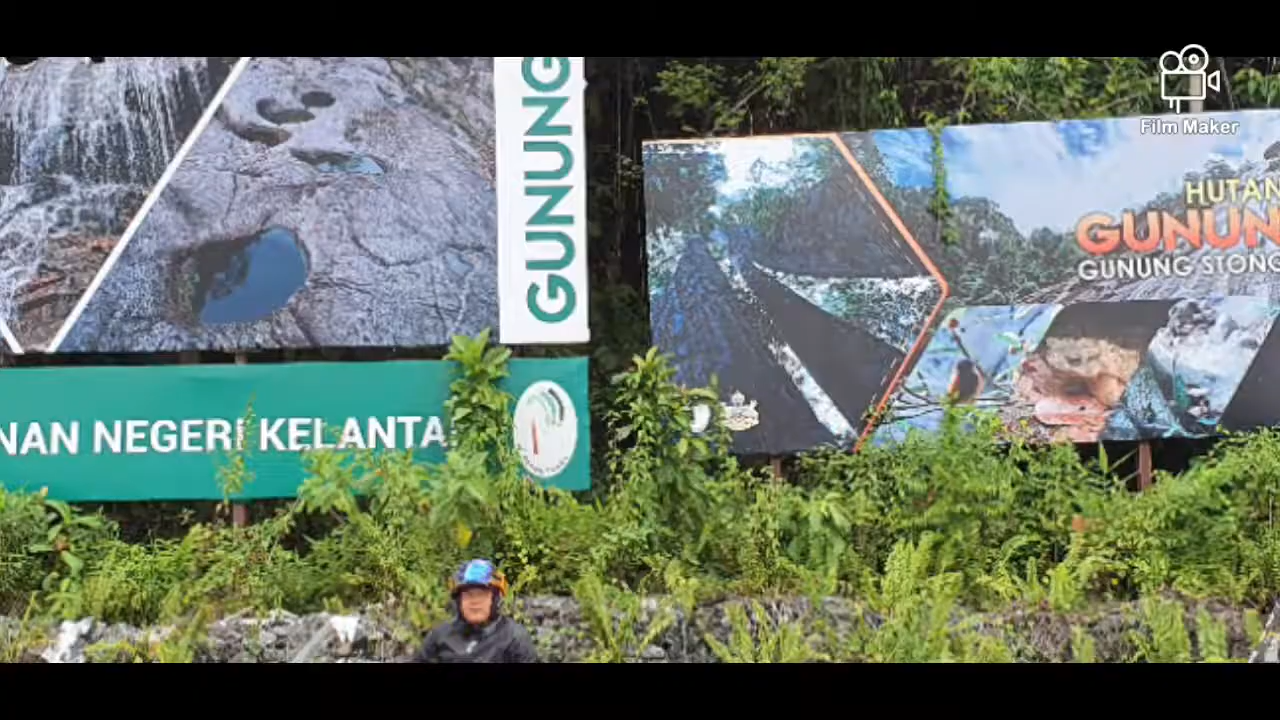 GUNUNG
NAN NEGERI KELANTA
HUTAN
GUNUN
GUNUNG STONG
Film Maker